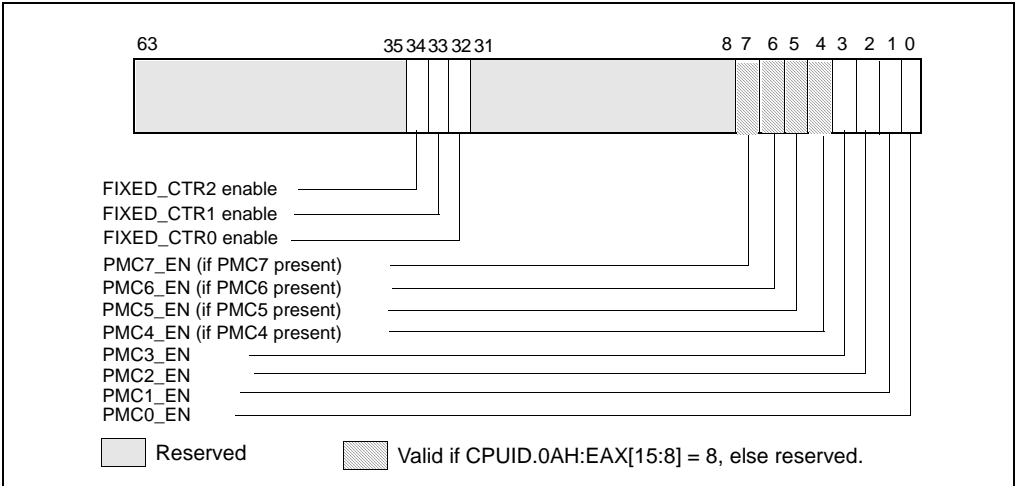 63 35 34 33 32 31 8 7 6 5 4 3 2 1 0
FIXED_CTR2 enable
FIXED_CTR1 enable
FIXED_CTR0 enable
PMC7_EN (if PMC7 present)
PMC6_EN (if PMC6 present)
PMC5_EN (if PMC5 present)
PMC4_EN (if PMC4 present)
PMC3_EN
PMC2_EN
PMC1_EN
PMC0_EN
Reserved Valid if CPUID.0AH:EAX[15:8] = 8, else reserved.